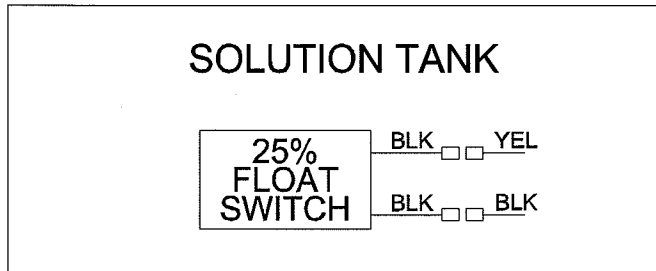 SOLUTION TANK
25%
FLOAT
SWITCH
BLK YEL
BLK BLK